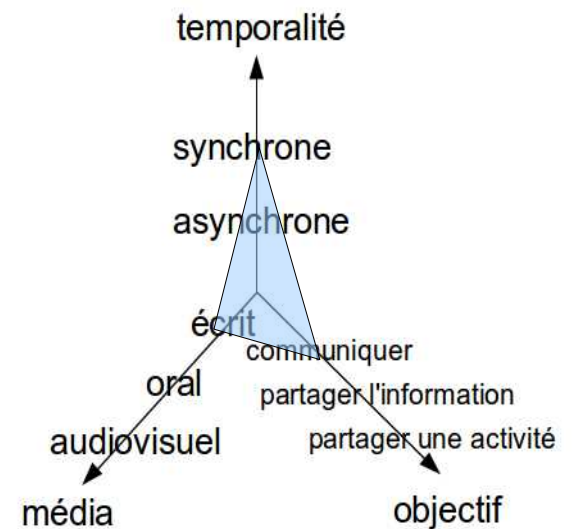 temporalité
synchrone
asynchrone
écrit
communiquer
oral
partager l'information
audiovisuel
partager une activité
média
objectif